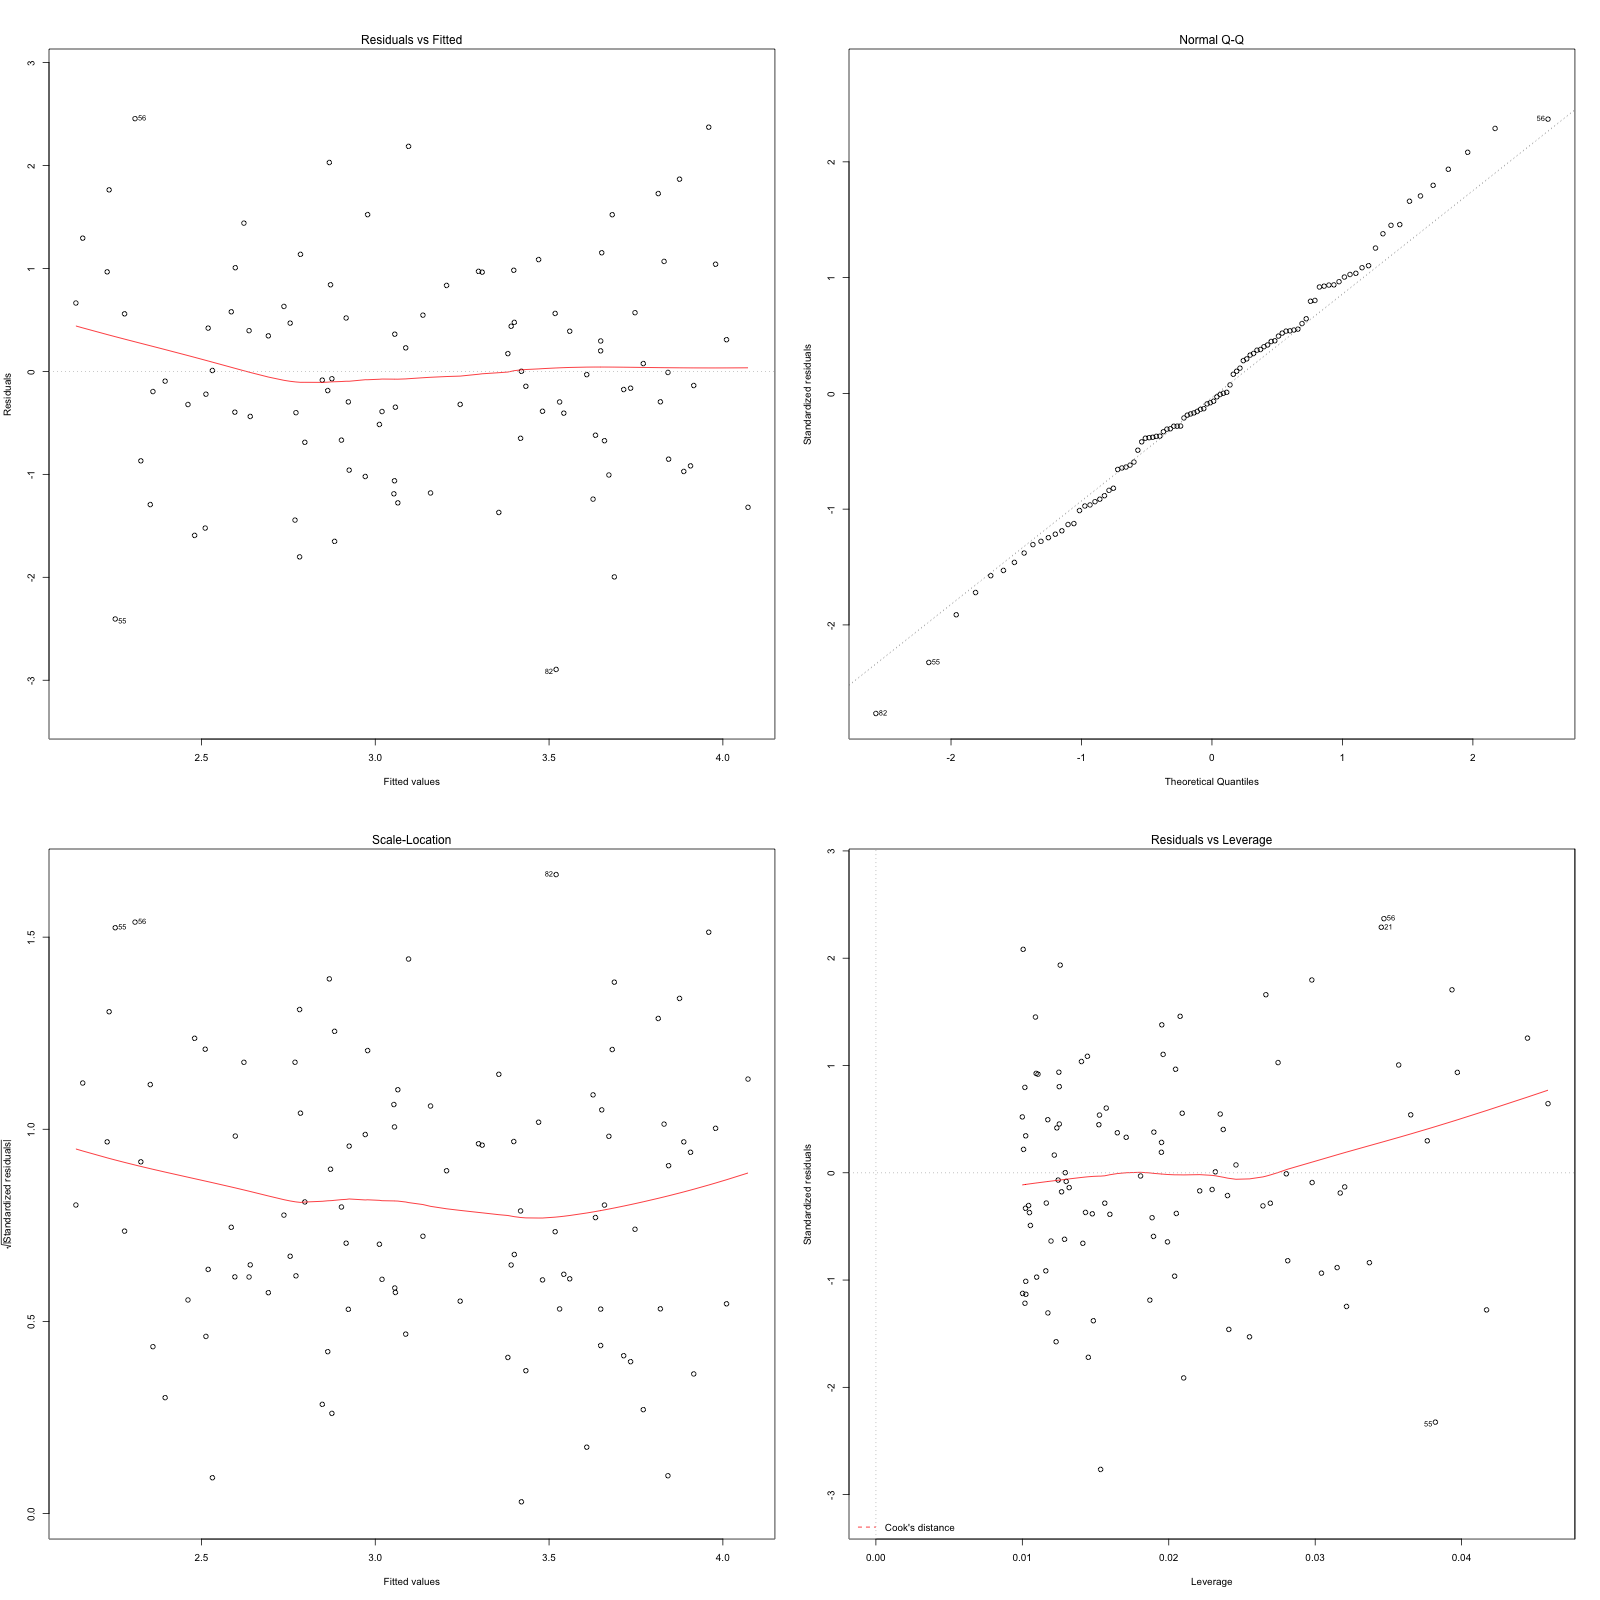 Residuals vs Fitted
3
2
1
0
-1
-2
-3
Residuals
56
55
82
2.5 3.0 3.5 4.0
Fitted values
Normal Q-Q
2
1
0
-1
-2
Standardized residuals
56
55
82
-2 -1 0 1 2
Theoretical Quantiles
Scale-Location
1.5
1.0
0.5
0.0
√|Standardized residuals|
82
55
56
2.5 3.0 3.5 4.0
Fitted values
Residuals vs Leverage
3
2
1
0
-1
-2
-3
Standardized residuals
56
21
55
Cook's distance
0.00 0.01 0.02 0.03 0.04
Leverage